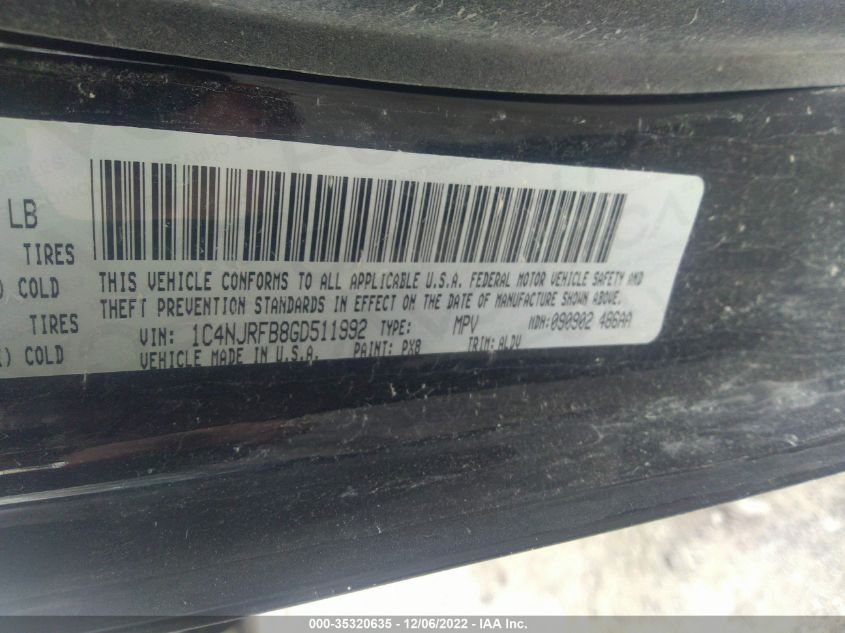 LB
TIRES
COLD
TIRES
) COLD
THIS VEHICLE CONFORMS TO ALL APPLICABLE U.S.A. FEDERAL MOTOR VEHICLE SAFETY AND
THEFT PREVENTION STANDARDS IN EFFECT ON THE DATE OF MANUFACTURE SHOWN ABOVE.
VIN: 1C4NJRFB8GD511992 TYPE: MPV MDH: 090902 486AA
VEHICLE MADE IN U.S.A. PAINT: PX8 TRIM: ALDV
000-35320635 - 12/06/2022 - IAA Inc.